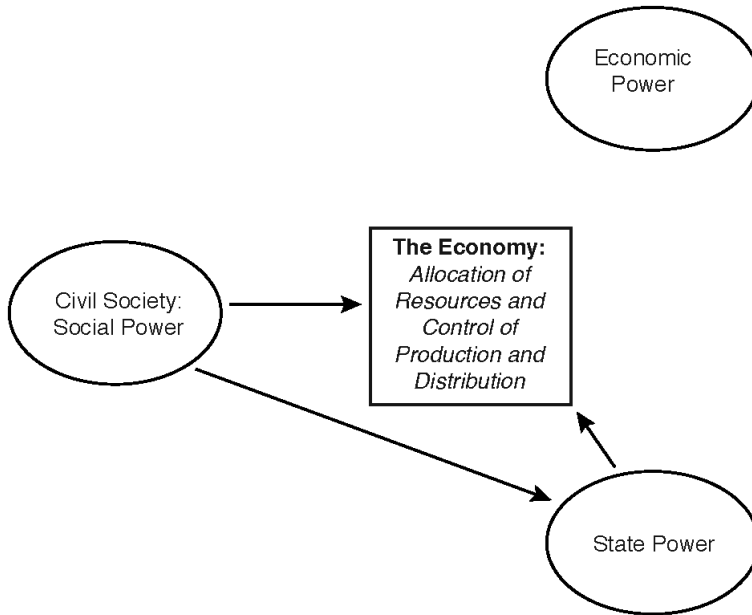 Economic
Power
The Economy:
Allocation of
Resources and
Control of
Production and
Distribution
Civil Society:
Social Power
State Power